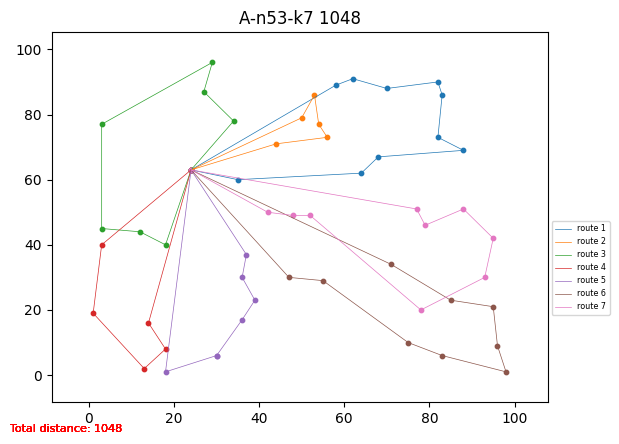 A-n53-k7 1048
100
80
60
40
20
0
0 20 40 60 80 100
route 1
route 2
route 3
route 4
route 5
route 6
route 7
Total distance: 1048